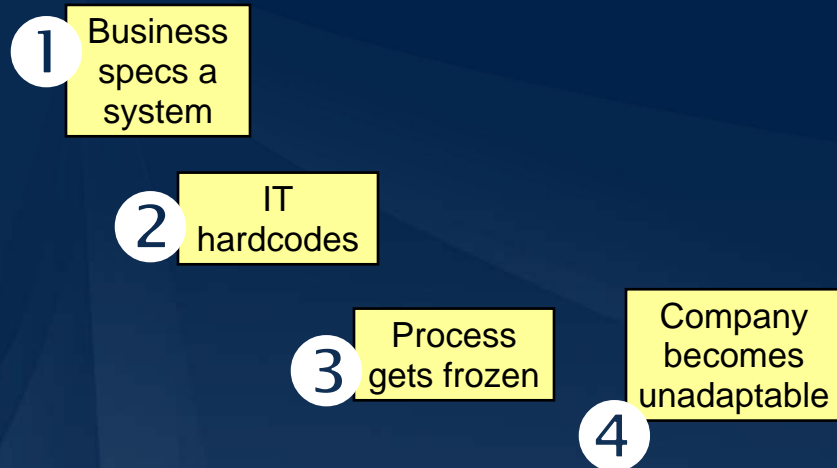 1
Business
specs a
system
2
IT
hardcodes
3
Process
gets frozen
Company
becomes
unadaptable
4